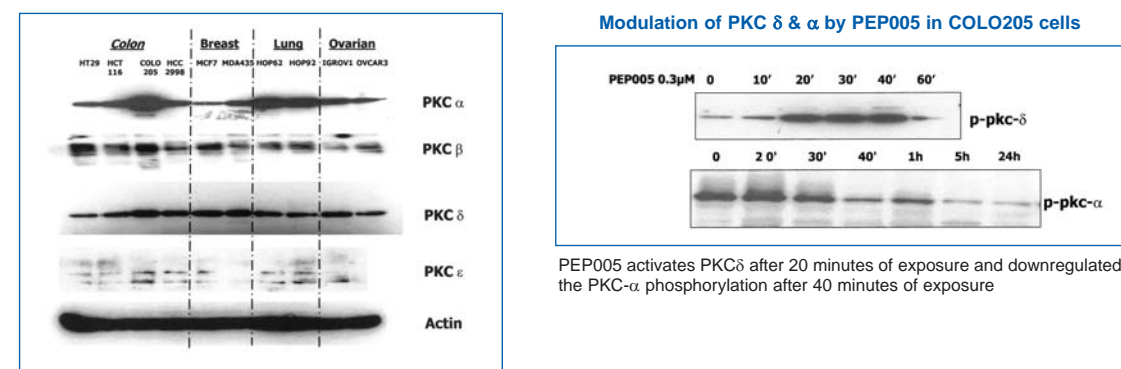 Colon Breast Lung Ovarian
HT29 HCT COLO HCC MCF7 MDA435 HOP62 HOP92 IGROV1 OVCAR3
116 205 2998
PKC α
PKC β
PKC δ
PKC ε
Actin
Modulation of PKC δ & α by PEP005 in COLO205 cells
PEP005 0.3µM 0 10’ 20’ 30’ 40’ 60’
p-pkc-δ
0 2 0’ 30’ 40’ 1h 5h 24h
p-pkc-α
PEP005 activates PKCδ after 20 minutes of exposure and downregulated
the PKC-α phosphorylation after 40 minutes of exposure